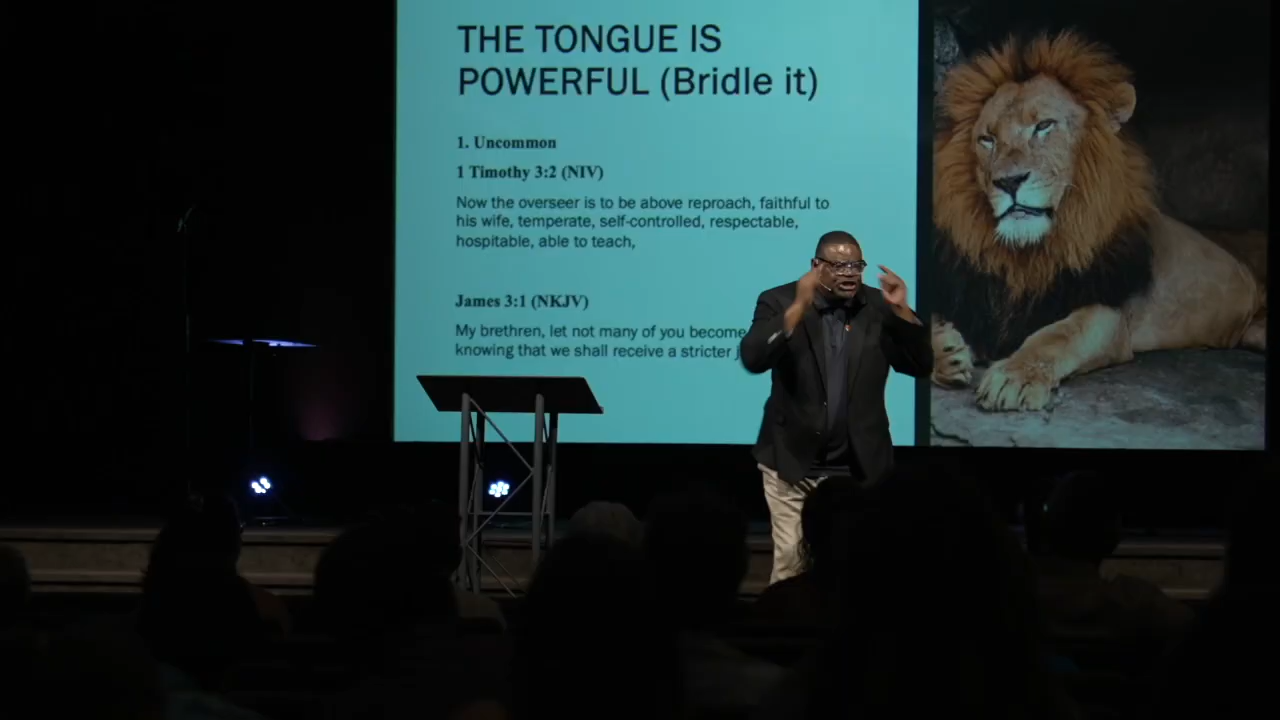 THE TONGUE IS
POWERFUL (Bridle it)
1. Uncommon
1 Timothy 3:2 (NIV)
Now the overseer is to be above reproach, faithful to
his wife, temperate, self-controlled, respectable,
hospitable, able to teach,
James 3:1 (NKJV)
My brethren, let not many of you become
knowing that we shall receive a stricter